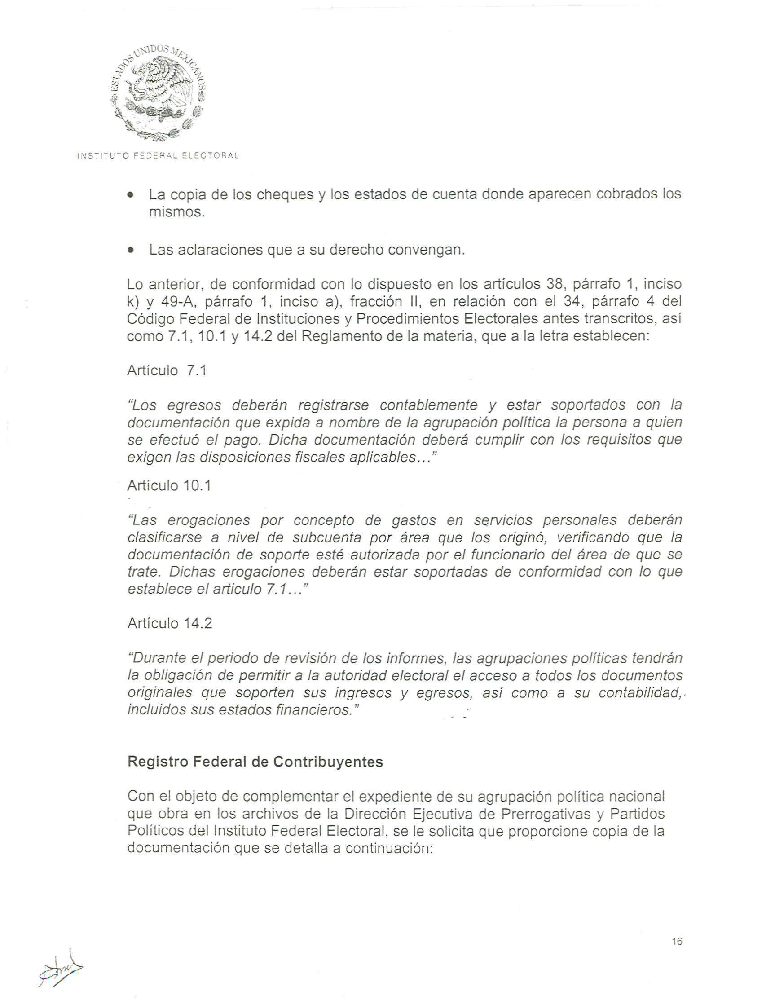 ESTADOS UNIDOS MEXICANOS
INSTITUTO FEDERAL ELECTORAL
• La copia de los cheques y los estados de cuenta donde aparecen cobrados los
mismos.
• Las aclaraciones que a su derecho convengan.
Lo anterior, de conformidad con lo dispuesto en los artículos 38, párrafo 1, inciso
k) y 49-A, párrafo 1, inciso a), fracción II, en relación con el 34, párrafo 4 del
Código Federal de Instituciones y Procedimientos Electorales antes transcritos, así
como 7.1, 10.1 y 14.2 del Reglamento de la materia, que a la letra establecen:
Artículo 7.1
“Los egresos deberán registrarse contablemente y estar soportados con la
documentación que expida a nombre de la agrupación política la persona a quien
se efectuó el pago. Dicha documentación deberá cumplir con los requisitos que
exigen las disposiciones fiscales aplicables...”
Artículo 10.1
“Las erogaciones por concepto de gastos en servicios personales deberán
clasificarse a nivel de subcuenta por área que los originó, verificando que la
documentación de soporte esté autorizada por el funcionario del área de que se
trate. Dichas erogaciones deberán estar soportadas de conformidad con lo que
establece el articulo 7.1...”
Artículo 14.2
“Durante el periodo de revisión de los informes, las agrupaciones políticas tendrán
la obligación de permitir a la autoridad electoral el acceso a todos los documentos
originales que soporten sus ingresos y egresos, así como a su contabilidad,
incluidos sus estados financieros.”
Registro Federal de Contribuyentes
Con el objeto de complementar el expediente de su agrupación política nacional
que obra en los archivos de la Dirección Ejecutiva de Prerrogativas y Partidos
Políticos del Instituto Federal Electoral, se le solicita que proporcione copia de la
documentación que se detalla a continuación:
16